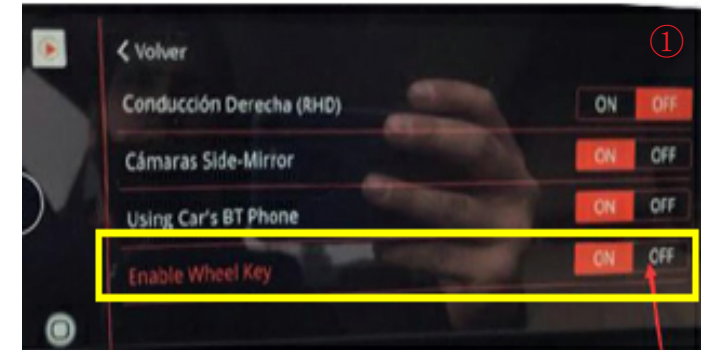 < Volver
①
Conducción Derecha (RHD) ON OFF
Cámaras Side-Mirror ON OFF
Using Car's BT Phone ON OFF
Enable Wheel Key ON OFF